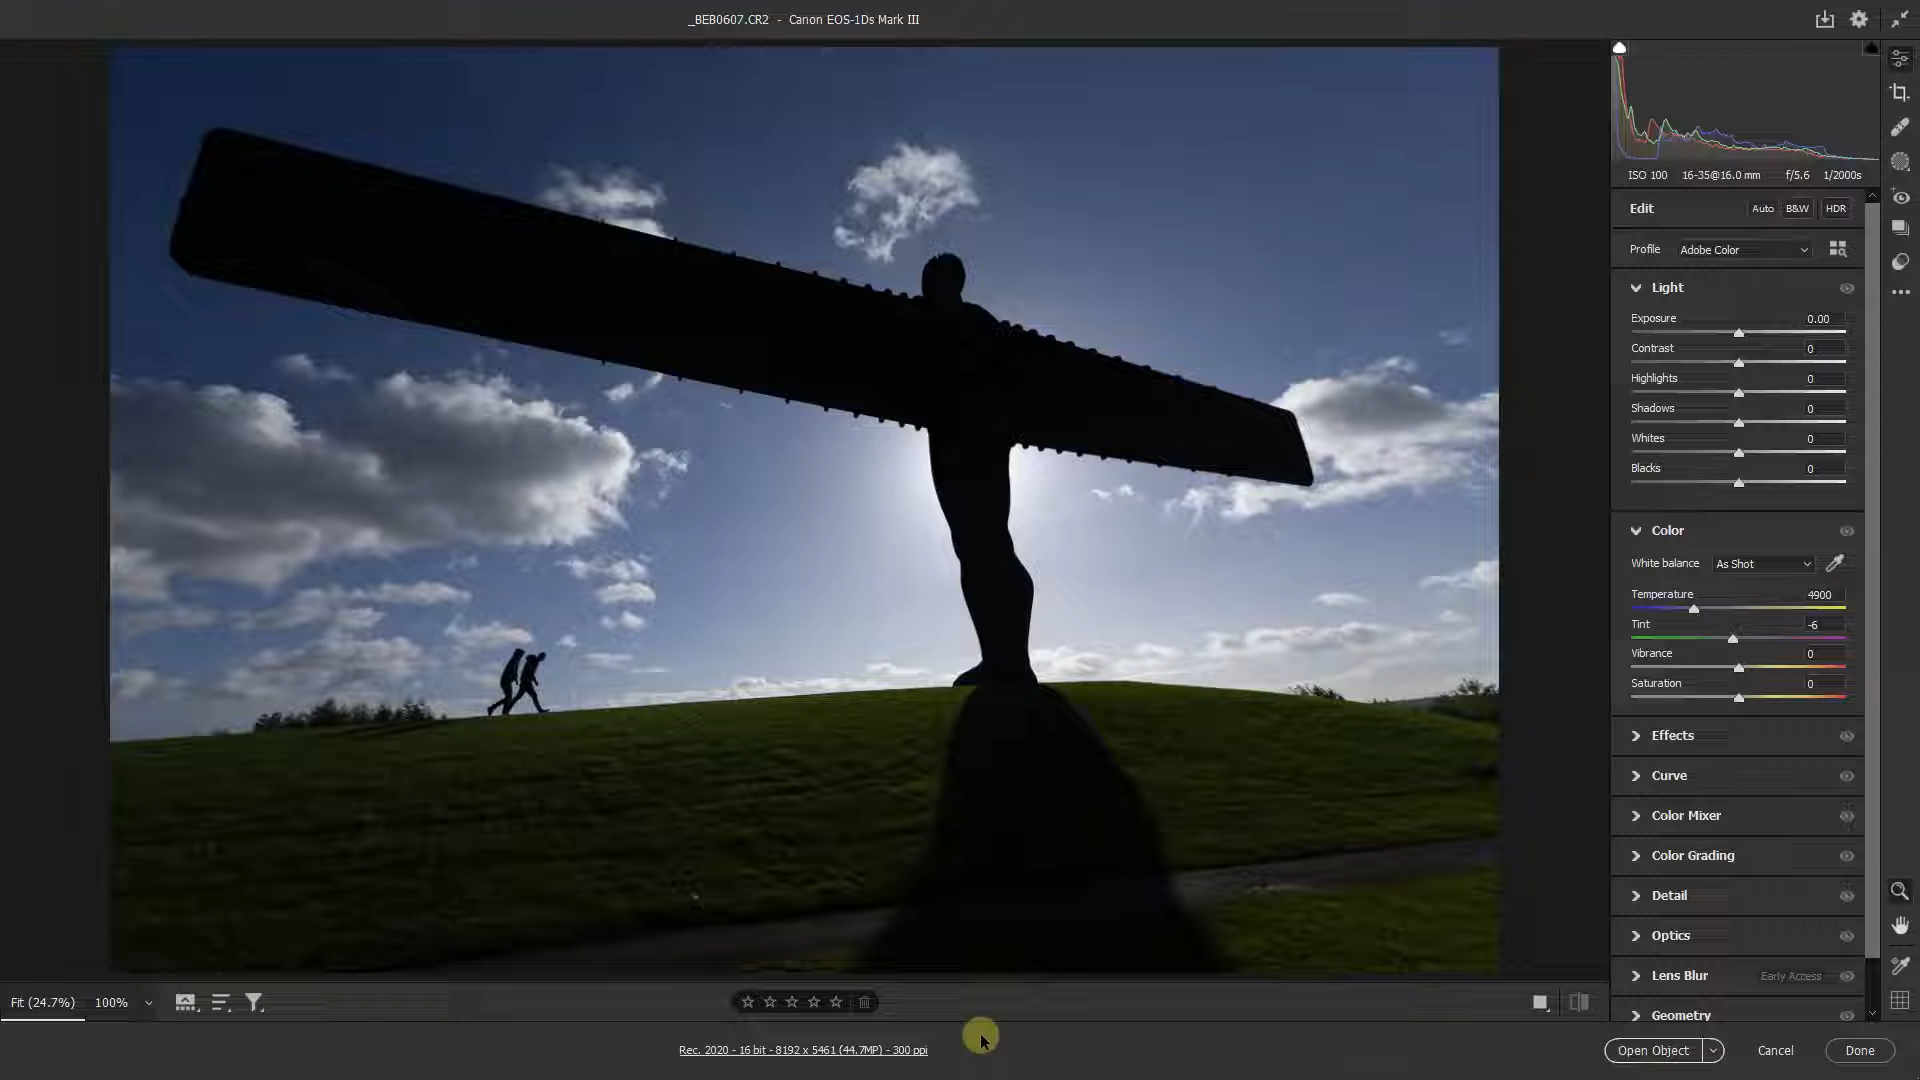 _BEB0607.CR2 - Canon EOS-1Ds Mark III
ISO 100 16-35@16.0 mm f/5.6 1/2000s
Edit Auto B&W HDR
Profile Adobe Color
Light
Exposure 0.00
Contrast 0
Highlights 0
Shadows 0
Whites 0
Blacks 0
Color
White balance As Shot
Temperature 4900
Tint -6
Vibrance 0
Saturation 0
Effects
Curve
Color Mixer
Color Grading
Detail
Optics
Lens Blur Early Access
Geometry
Fit (24.7%) 100%
Rec. 2020 - 16 bit - 8192 x 5461 (44.7MP) - 300 ppi
Open Object Cancel Done